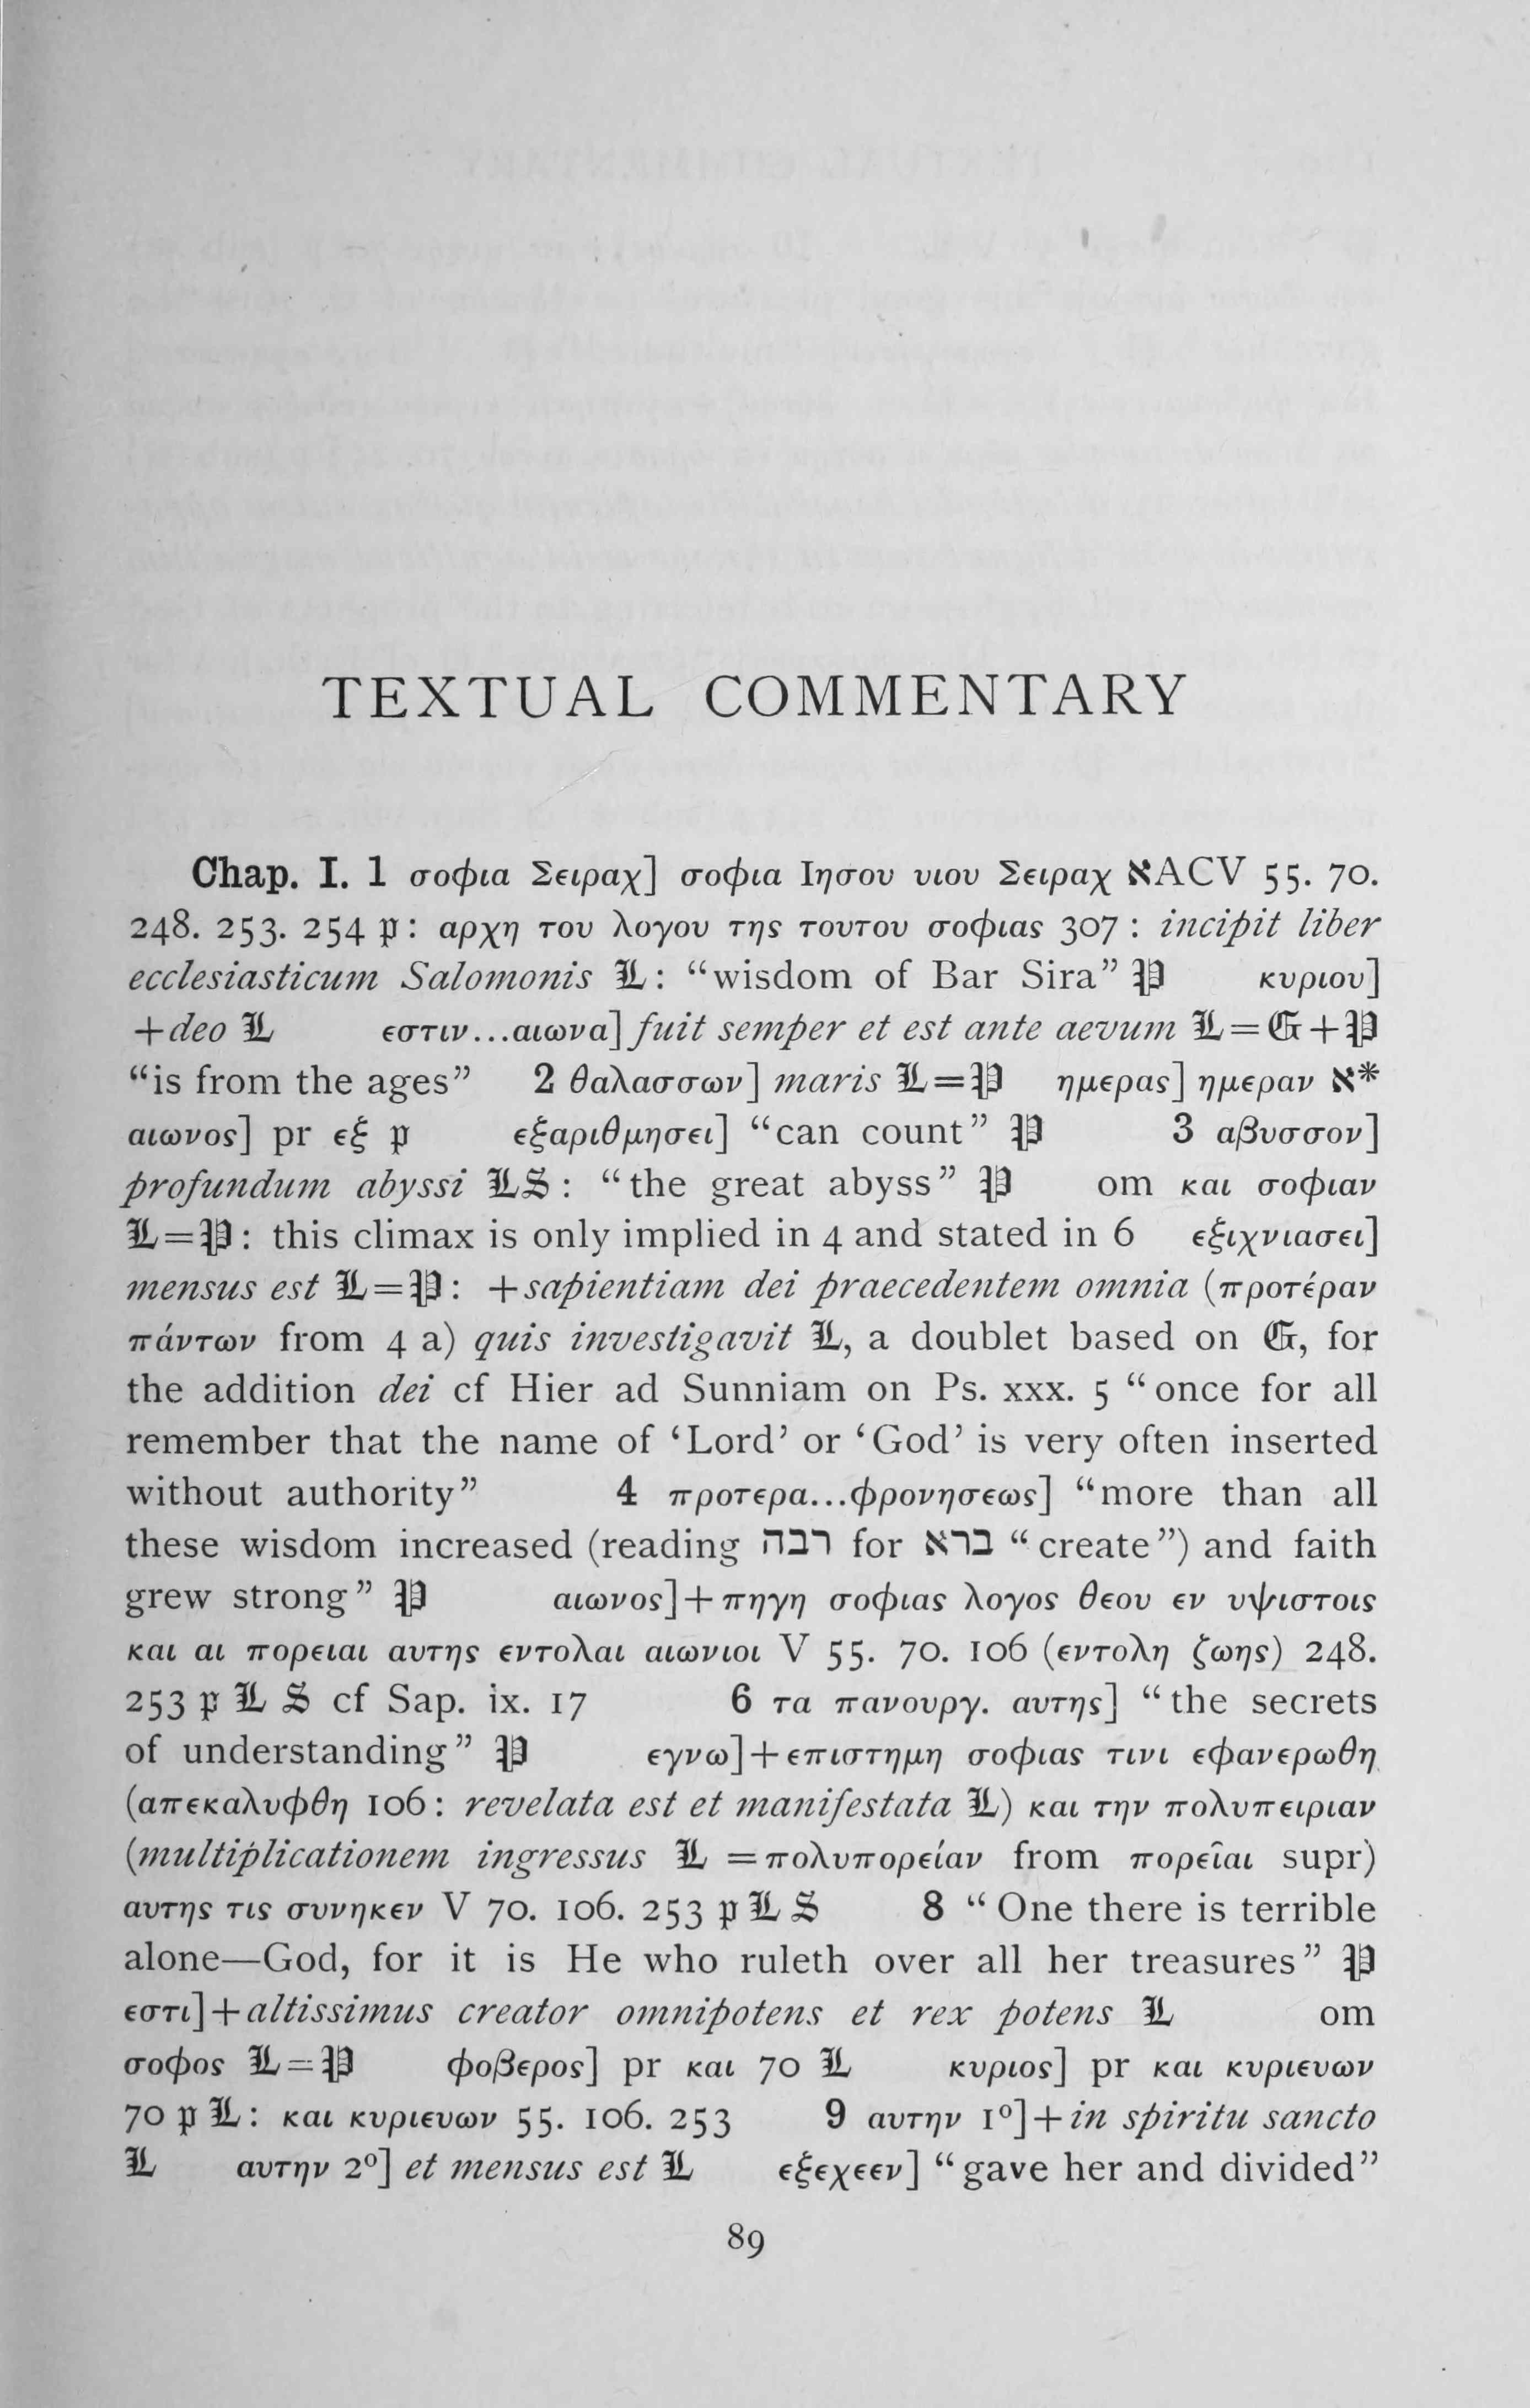 TEXTUAL COMMENTARY
Chap. I. 1 σοφια Σειραχ] σοφια Ιησου υιου Σειραχ ℵACV 55. 70.
248. 253. 254 𝔭 : αρχη του λογου της τουτου σοφιας 307 : incipit liber
ecclesiasticum Salomonis 𝕷 : “wisdom of Bar Sira” 𝕻 κυριου]
+deo 𝕷 εστιν...αιωνα] fuit semper et est ante aevum 𝕷=𝕲+𝕻
“is from the ages” 2 θαλασσων] maris 𝕷=𝕻 ημερας] ημεραν ℵ*
αιωνος] pr εξ 𝔭 εξαριθμησει] “can count” 𝕻 3 αβυσσον]
profundum abyssi 𝕷𝕾 : “the great abyss” 𝕻 om και σοφιαν
𝕷=𝕻 : this climax is only implied in 4 and stated in 6 εξιχνιασει]
mensus est 𝕷=𝕻 : +sapientiam dei praecedentem omnia (προτέραν
πάντων from 4 a) quis investigavit 𝕷, a doublet based on 𝕲, for
the addition dei cf Hier ad Sunniam on Ps. xxx. 5 “once for all
remember that the name of ‘Lord’ or ‘God’ is very often inserted
without authority” 4 προτερα...φρονησεως] “more than all
these wisdom increased (reading רבה for ברא “create”) and faith
grew strong” 𝕻 αιωνος]+πηγη σοφιας λογος θεου εν υψιστοις
και αι πορειαι αυτης εντολαι αιωνιοι V 55. 70. 106 (εντολη ζωης) 248.
253 𝔭 𝕷 𝕾 cf Sap. ix. 17 6 τα πανουργ. αυτης] “the secrets
of understanding” 𝕻 εγνω]+επιστημη σοφιας τινι εφανερωθη
(απεκαλυφθη 106 : revelata est et manifestata 𝕷) και την πολυπειριαν
(multiplicationem ingressus 𝕷 =πολυπορείαν from πορεῖαι supr)
αυτης τις συνηκεν V 70. 106. 253 𝔭 𝕷 𝕾 8 “One there is terrible
alone—God, for it is He who ruleth over all her treasures” 𝕻
εστι]+altissimus creator omnipotens et rex potens 𝕷 om
σοφος 𝕷=𝕻 φοβερος] pr και 70 𝕷 κυριος] pr και κυριευων
70 𝔭 𝕷 : και κυριευων 55. 106. 253 9 αυτην 1º]+in spiritu sancto
𝕷 αυτην 2º] et mensus est 𝕷 εξεχεεν] “gave her and divided”
89